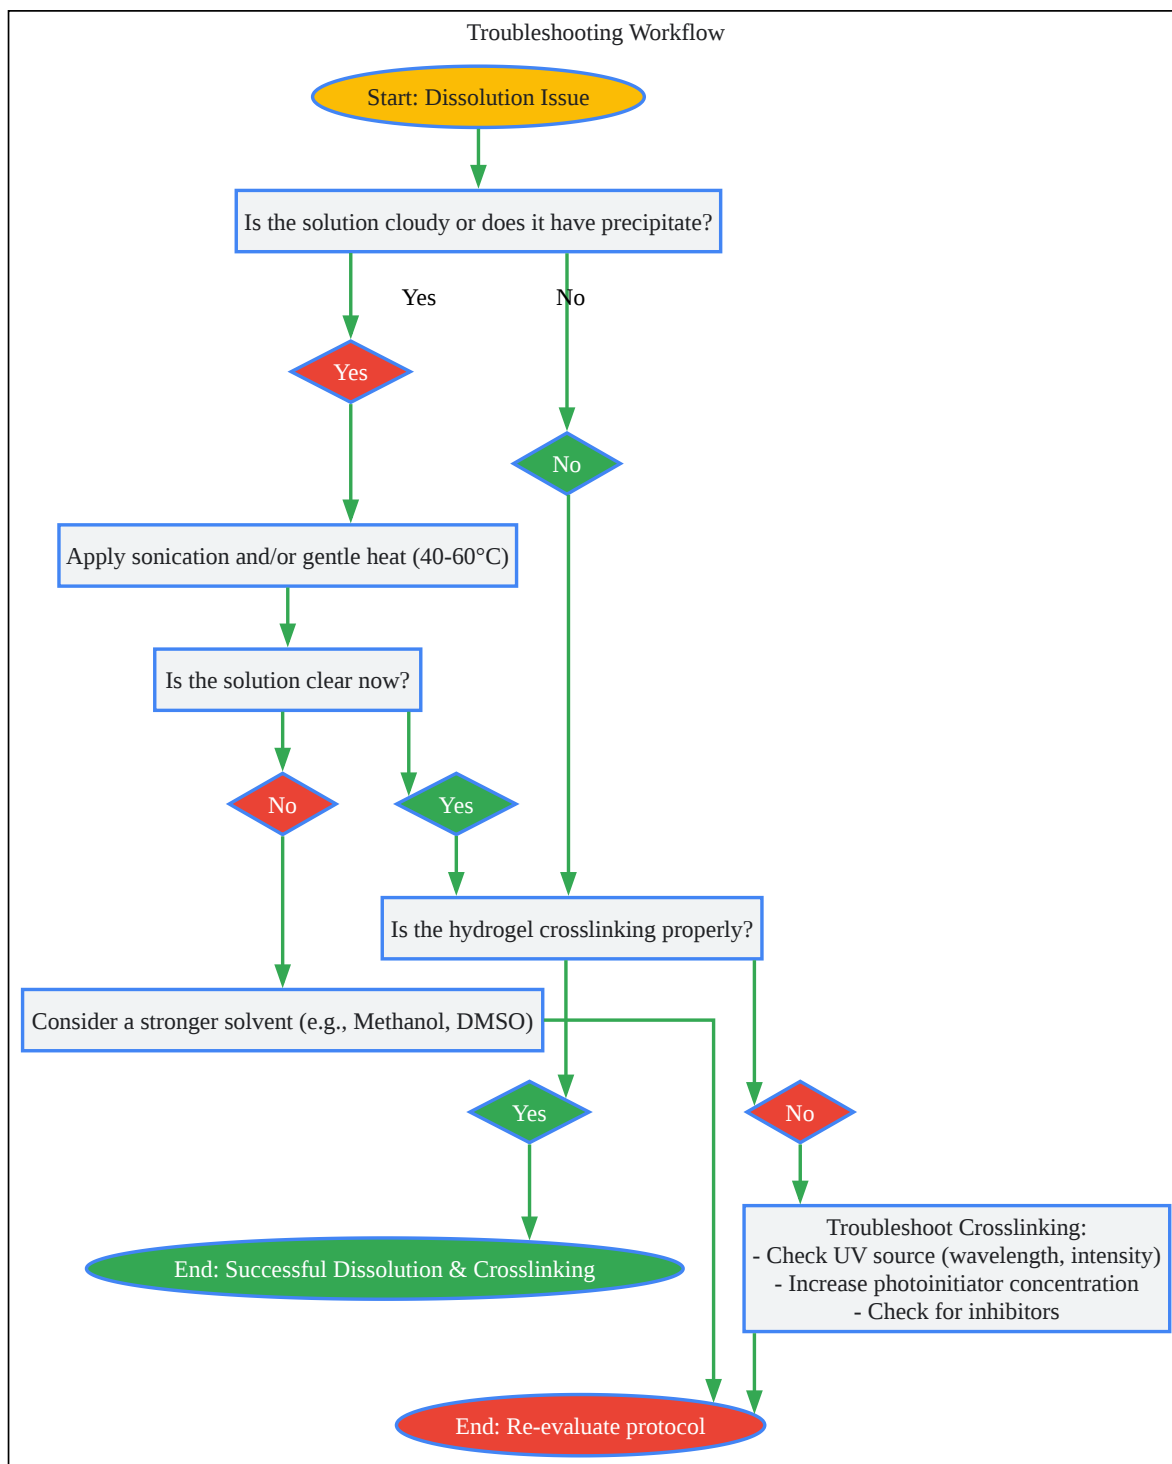 Troubleshooting Workflow
Start: Dissolution Issue
Is the solution cloudy or does it have precipitate?
Yes
No
Yes
No
Apply sonication and/or gentle heat (40-60°C)
Is the solution clear now?
No
Yes
Is the hydrogel crosslinking properly?
Consider a stronger solvent (e.g., Methanol, DMSO)
Yes
No
Troubleshoot Crosslinking:
- Check UV source (wavelength, intensity)
- Increase photoinitiator concentration
- Check for inhibitors
End: Successful Dissolution & Crosslinking
End: Re-evaluate protocol